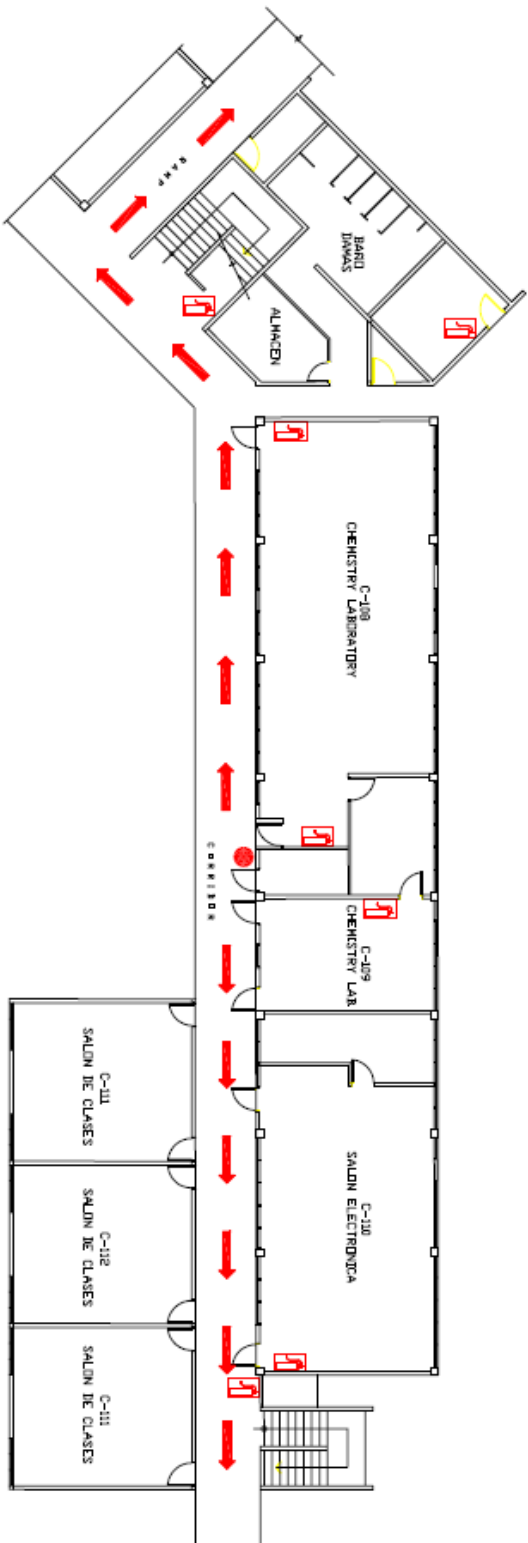 RAMP
BAÑO
DAMAS
ALMACEN
C-108
CHEMISTRY LABORATORY
CORRIDOR
C-109
CHEMISTRY LAB.
C-110
SALON ELECTRONICA
C-111
SALON DE CLASES
C-112
SALON DE CLASES
C-111
SALON DE CLASES